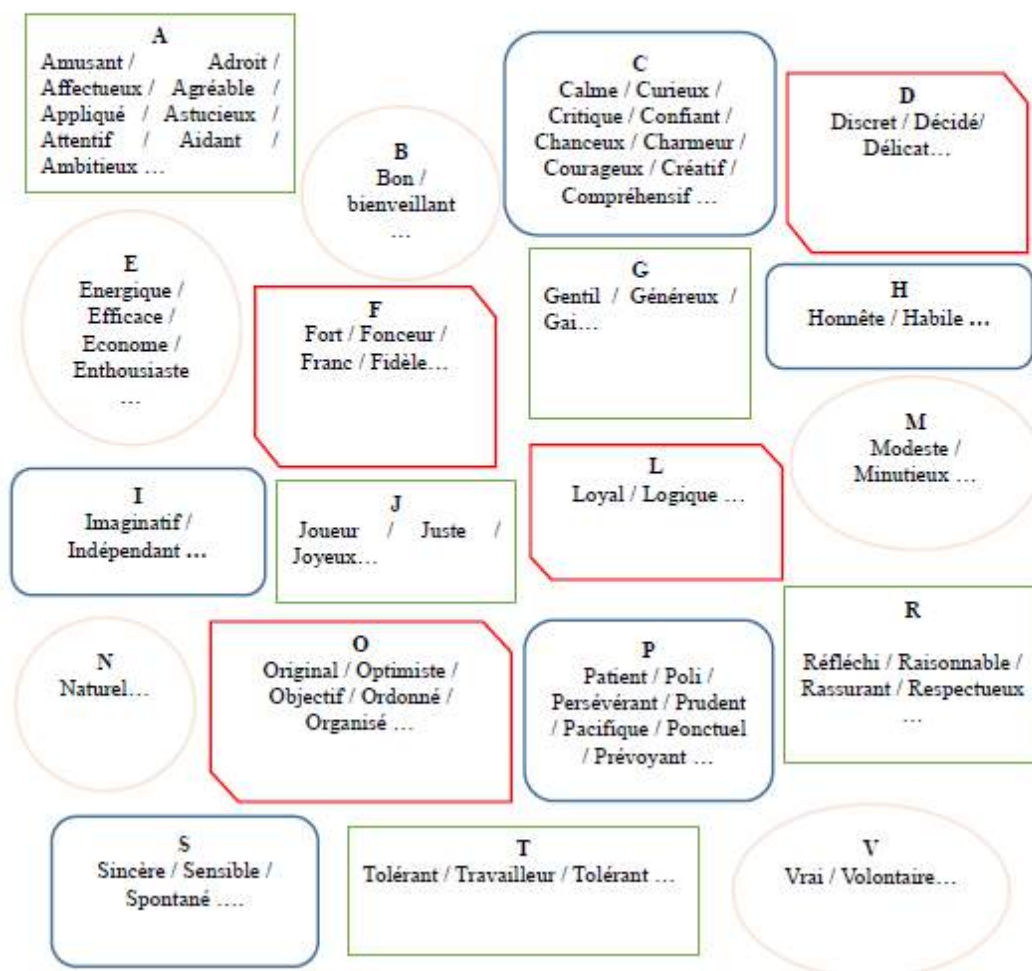 A
Amusant / Adroit /
Affectueux / Agréable /
Appliqué / Astucieux /
Attentif / Aidant /
Ambitieux …
B
Bon /
bienveillant
…
C
Calme / Curieux /
Critique / Confiant /
Chanceux / Charmeur /
Courageux / Créatif /
Compréhensif …
D
Discret / Décidé/
Délicat…
E
Energique /
Efficace /
Econome /
Enthousiaste
…
F
Fort / Fonceur /
Franc / Fidèle…
G
Gentil / Généreux /
Gai…
H
Honnête / Habile …
I
Imaginatif /
Indépendant …
J
Joueur / Juste /
Joyeux…
L
Loyal / Logique …
M
Modeste /
Minutieux …
N
Naturel…
O
Original / Optimiste /
Objectif / Ordonné /
Organisé …
P
Patient / Poli /
Persévérant / Prudent
/ Pacifique / Ponctuel
/ Prévoyant …
R
Réfléchi / Raisonnable /
Rassurant / Respectueux
…
S
Sincère / Sensible /
Spontané ….
T
Tolérant / Travailleur / Tolérant …
V
Vrai / Volontaire…